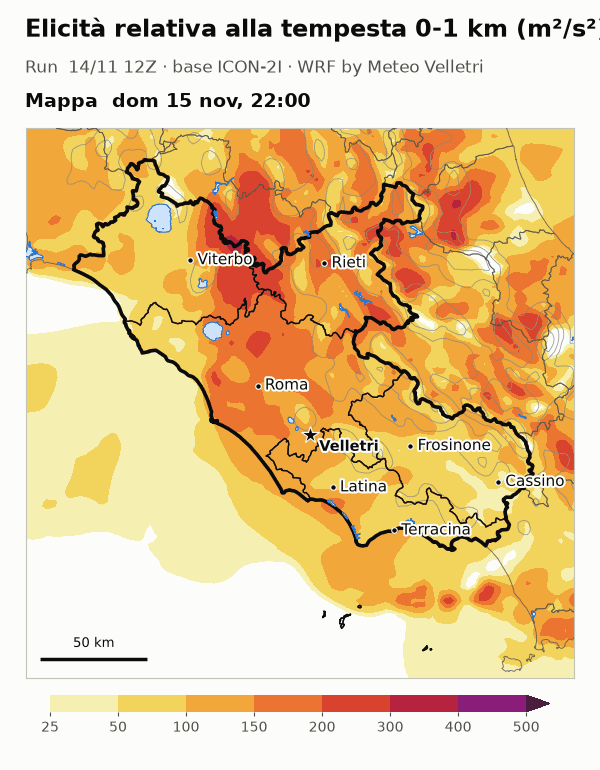 Elicità relativa alla tempesta 0-1 km (m²/s²)
Run 14/11 12Z · base ICON-2I · WRF by Meteo Velletri
Mappa dom 15 nov, 22:00
Viterbo
Rieti
Roma
Velletri
Frosinone
Cassino
Latina
Terracina
50 km
25 50 100 150 200 300 400 500